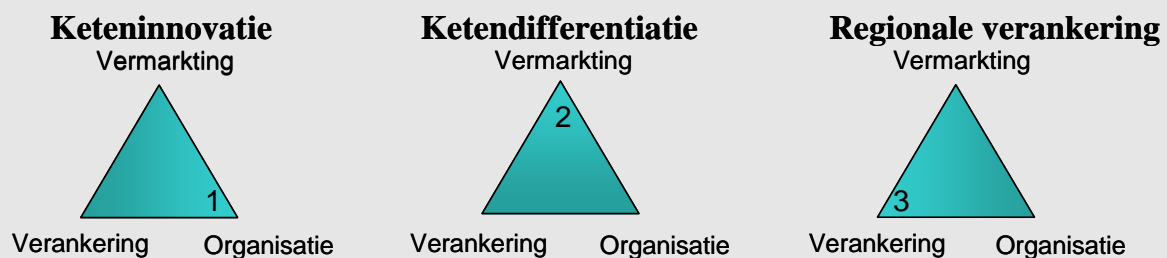 Keteninnovatie
Vermarkting
1
Verankering
Organisatie
Ketendifferentiatie
Vermarkting
2
Verankering
Organisatie
Regionale verankering
Vermarkting
3
Verankering
Organisatie